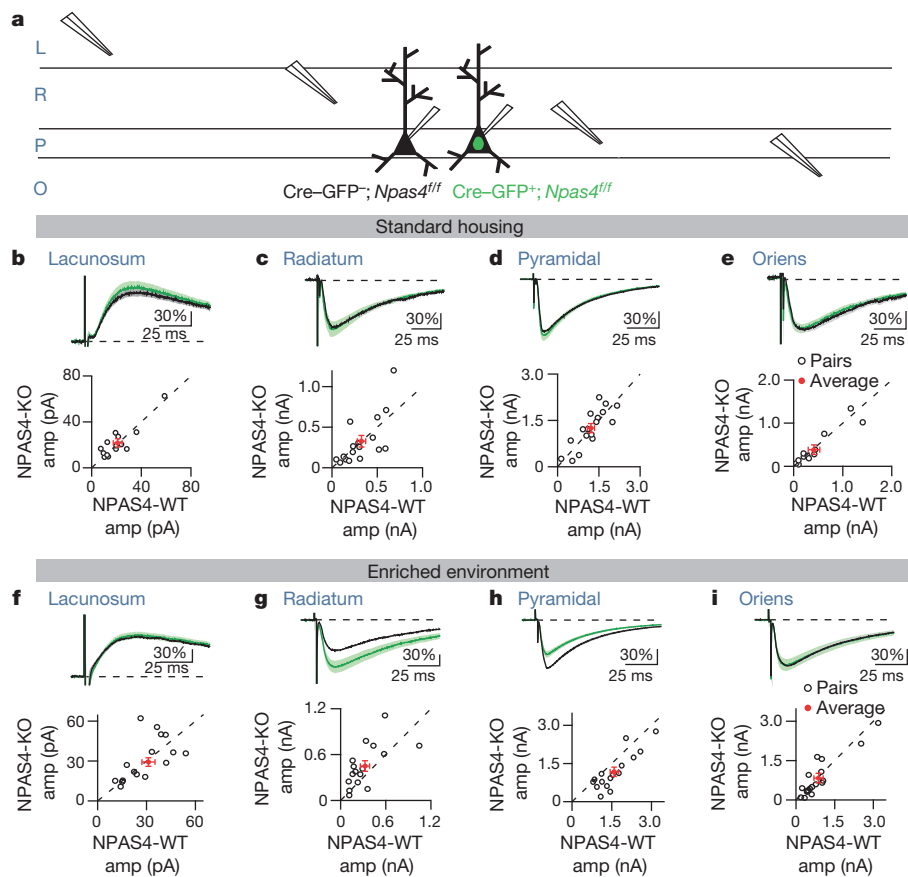 a
L
R
P
O
Cre–GFP–; Npas4f/f Cre–GFP+; Npas4f/f
Standard housing
b Lacunosum
30%
25 ms
NPAS4-KO
amp (pA)
80
40
0
0 40 80
NPAS4-WT
amp (pA)
c Radiatum
30%
25 ms
NPAS4-KO
amp (nA)
1.0
0.5
0
0 0.5 1.0
NPAS4-WT
amp (nA)
d Pyramidal
30%
25 ms
NPAS4-KO
amp (nA)
3.0
1.5
0
0 1.5 3.0
NPAS4-WT
amp (nA)
e Oriens
30%
25 ms
Pairs
Average
NPAS4-KO
amp (nA)
2.0
1.0
0
0 1.0 2.0
NPAS4-WT
amp (nA)
Enriched environment
f Lacunosum
30%
25 ms
NPAS4-KO
amp (pA)
60
30
0
0 30 60
NPAS4-WT
amp (pA)
g Radiatum
30%
25 ms
NPAS4-KO
amp (nA)
1.2
0.6
0
0 0.6 1.2
NPAS4-WT
amp (nA)
h Pyramidal
30%
25 ms
NPAS4-KO
amp (nA)
3.0
1.5
0
0 1.5 3.0
NPAS4-WT
amp (nA)
i Oriens
30%
25 ms
Pairs
Average
NPAS4-KO
amp (nA)
3.0
1.5
0
0 1.5 3.0
NPAS4-WT
amp (nA)